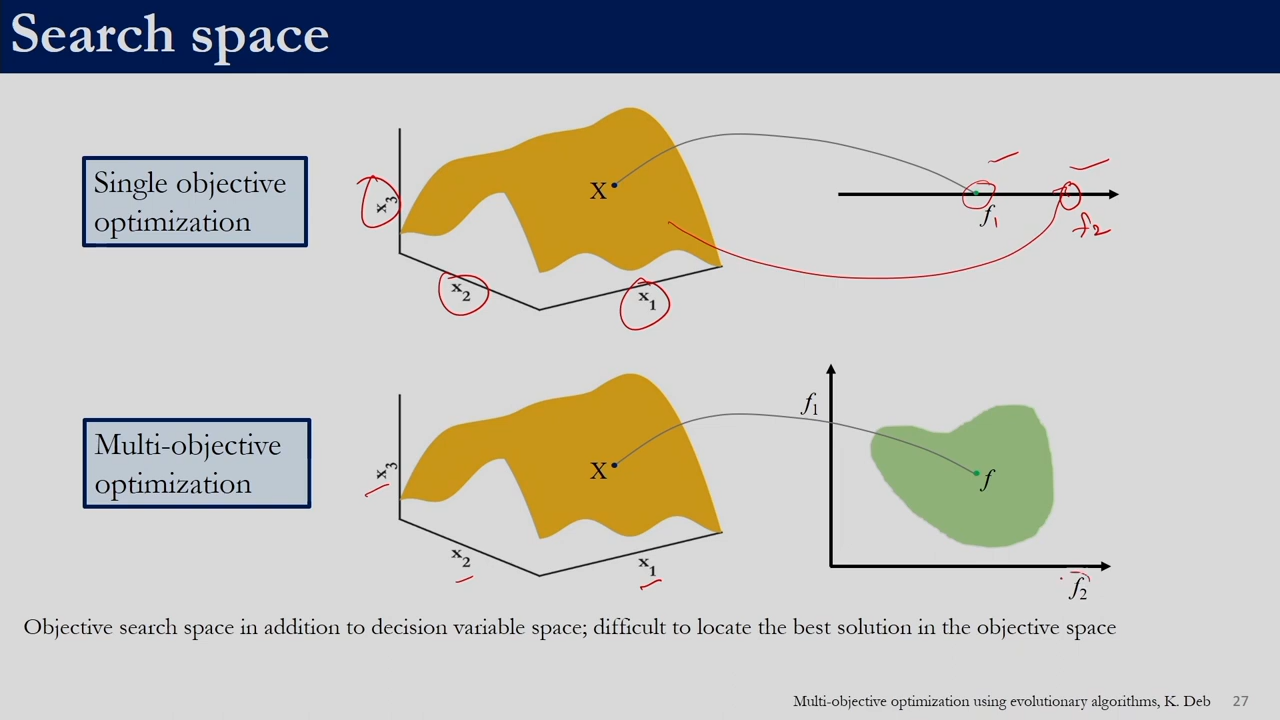 Search space
Single objective
optimization
x3
x2
x1
X
f1
f2
Multi-objective
optimization
x3
x2
x1
X
f1
f
f2
Objective search space in addition to decision variable space; difficult to locate the best solution in the objective space
Multi-objective optimization using evolutionary algorithms, K. Deb 27